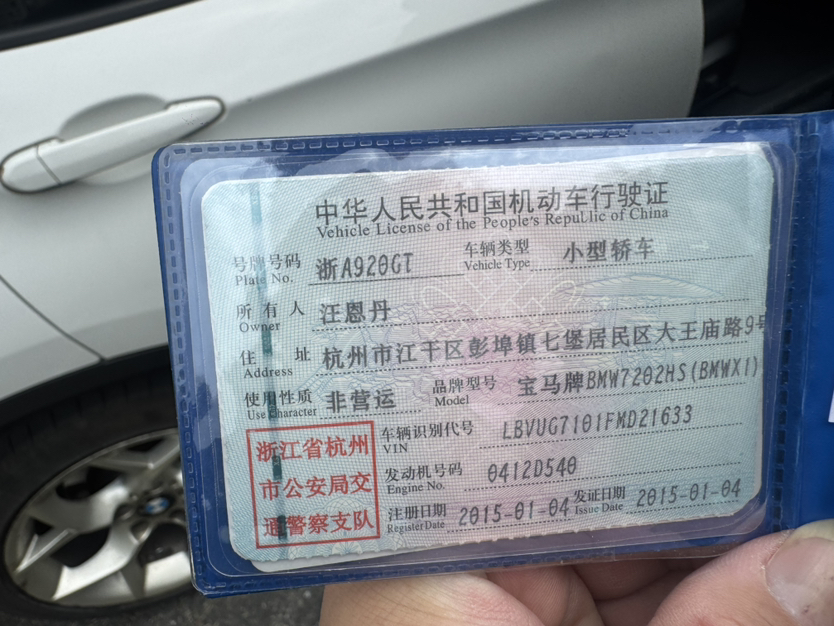 中华人民共和国机动车行驶证
Vehicle License of the People's Republic of China
号牌号码 浙A920GT 车辆类型 小型轿车
Plate No. Vehicle Type
所有人 汪恩丹
Owner
住址 杭州市江干区彭埠镇七堡居民区大王庙路9号
Address
使用性质 非营运 品牌型号 宝马牌BMW7202HS(BMWX1)
Use Character Model
浙江省杭州
市公安局交
通警察支队
车辆识别代号 LBVUG7101FMD21633
VIN
发动机号码 0412D540
Engine No.
注册日期 2015-01-04 发证日期 2015-01-04
Register Date Issue Date